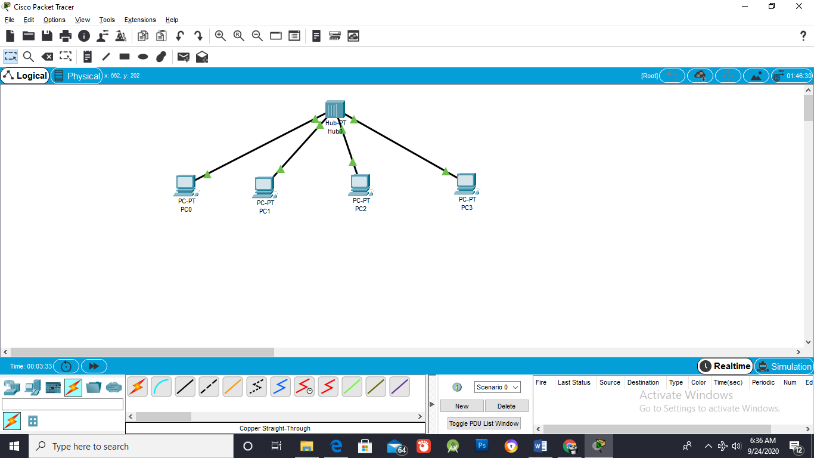 Cisco Packet Tracer
File Edit Options View Tools Extensions Help
?
Logical Physical x: 662, y: 202 [Root] 01:46:30
Hub-PT
Hub0
PC-PT
PC0
PC-PT
PC1
PC-PT
PC2
PC-PT
PC3
Time: 00:03:33 Realtime Simulation
Scenario 0 Fire Last Status Source Destination Type Color Time(sec) Periodic Num Ed
New Delete
Toggle PDU List Window
Activate Windows
Go to Settings to activate Windows.
Copper Straight-Through
Type here to search
64
6:36 AM
9/24/2020
12